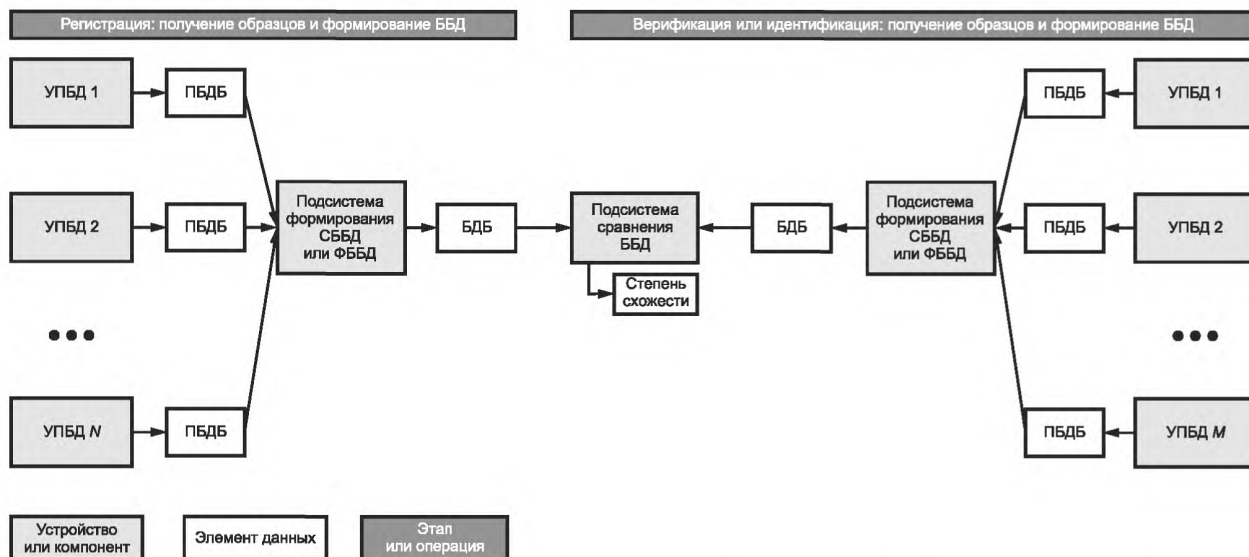 Регистрация: получение образцов и формирование ББД
Верификация или идентификация: получение образцов и формирование ББД
УПБД 1
ПБДБ
ПБДБ
УПБД 1
УПБД 2
ПБДБ
Подсистема
формирования
СББД
или ФББД
БДБ
Подсистема
сравнения
ББД
Степень
схожести
БДБ
Подсистема
формирования
СББД
или ФББД
ПБДБ
УПБД 2
УПБД N
ПБДБ
ПБДБ
УПБД M
Устройство
или компонент
Элемент данных
Этап
или операция